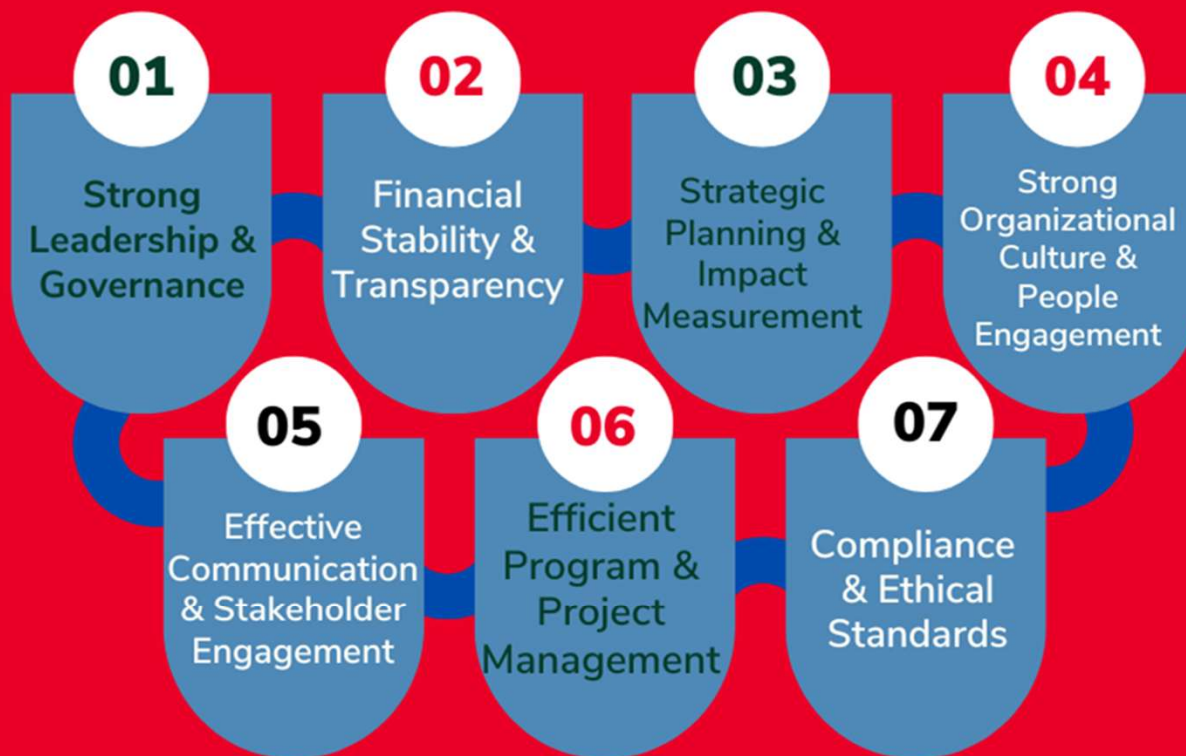 01
Strong
Leadership &
Governance
02
Financial
Stability &
Transparency
03
Strategic
Planning &
Impact
Measurement
04
Strong
Organizational
Culture &
People
Engagement
05
Effective
Communication
& Stakeholder
Engagement
06
Efficient
Program &
Project
Management
07
Compliance
& Ethical
Standards